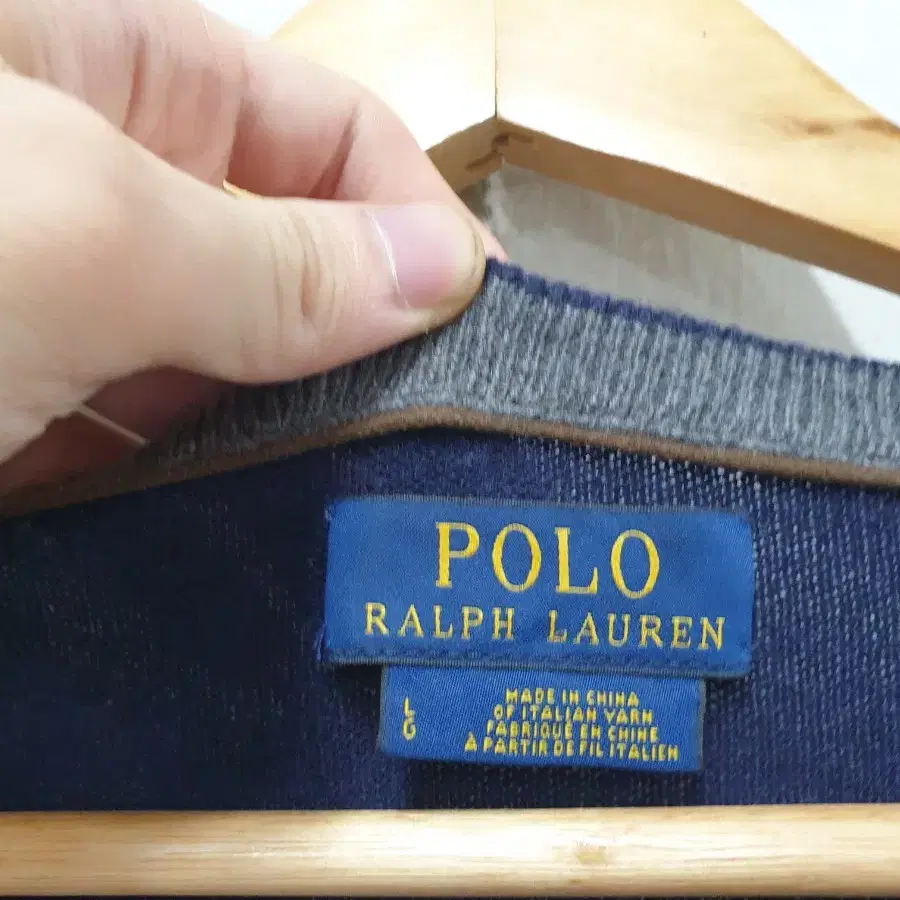 POLO
RALPH LAUREN
L
G
MADE IN CHINA
OF ITALIAN YARN
FABRIQUÉ EN CHINE
À PARTIR DE FIL ITALIEN